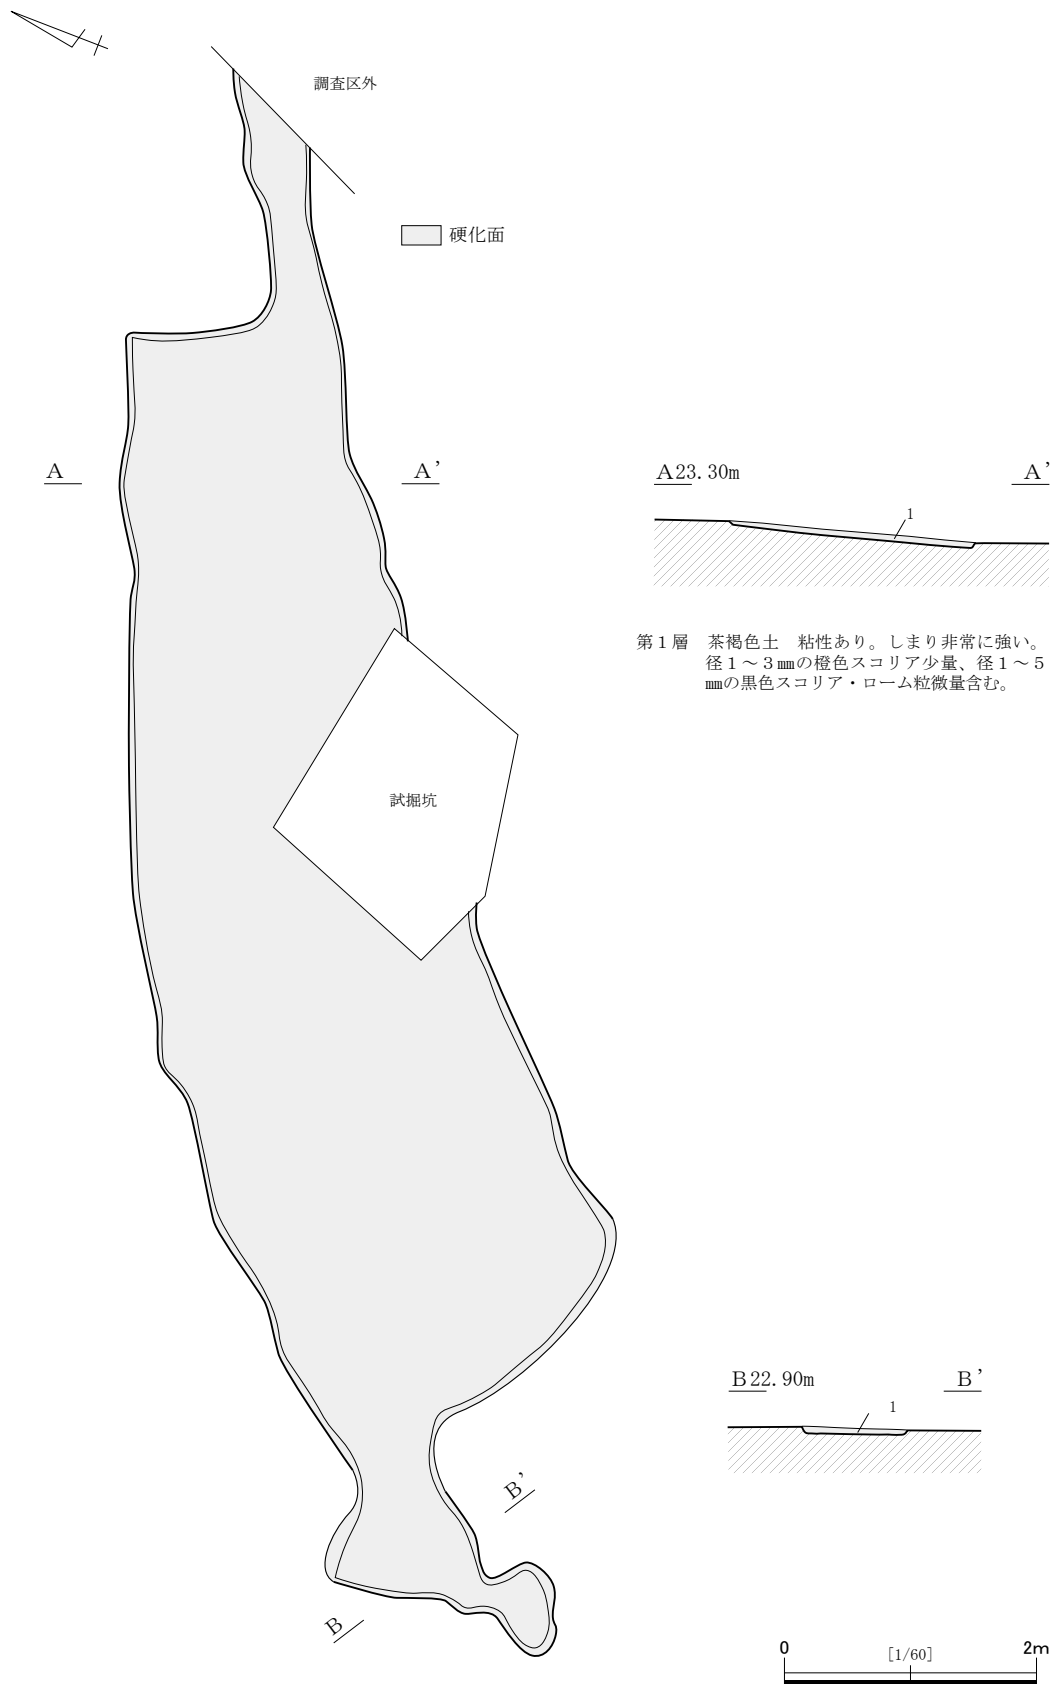 調査区外
硬化面
A
A’
A23.30m
A’
1
第１層　茶褐色土　粘性あり。しまり非常に強い。
径１～３㎜の橙色スコリア少量、径１～５
㎜の黒色スコリア・ローム粒微量含む。
試掘坑
B22.90m
B’
1
B’
B
0
[1/60]
2m